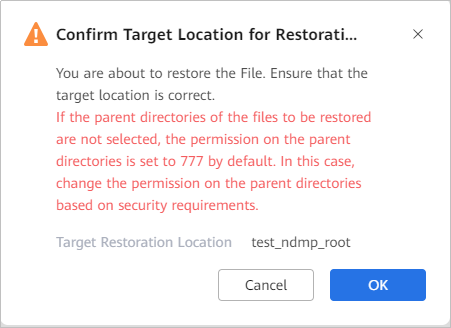 Confirm Target Location for Restorati...
You are about to restore the File. Ensure that the
target location is correct.
If the parent directories of the files to be restored
are not selected, the permission on the parent
directories is set to 777 by default. In this case,
change the permission on the parent directories
based on security requirements.
Target Restoration Location test_ndmp_root
Cancel OK